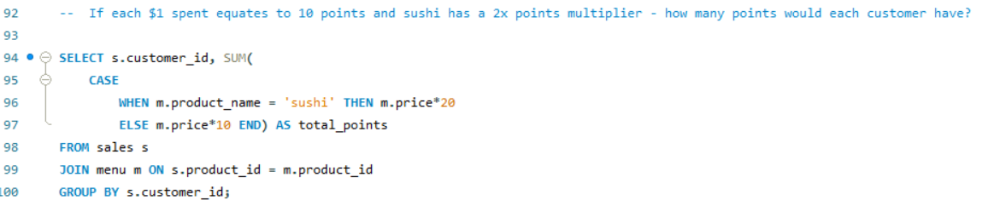 92 -- If each $1 spent equates to 10 points and sushi has a 2x points multiplier - how many points would each customer have?
93
94 SELECT s.customer_id, SUM(
95 CASE
96 WHEN m.product_name = 'sushi' THEN m.price*20
97 ELSE m.price*10 END) AS total_points
98 FROM sales s
99 JOIN menu m ON s.product_id = m.product_id
100 GROUP BY s.customer_id;